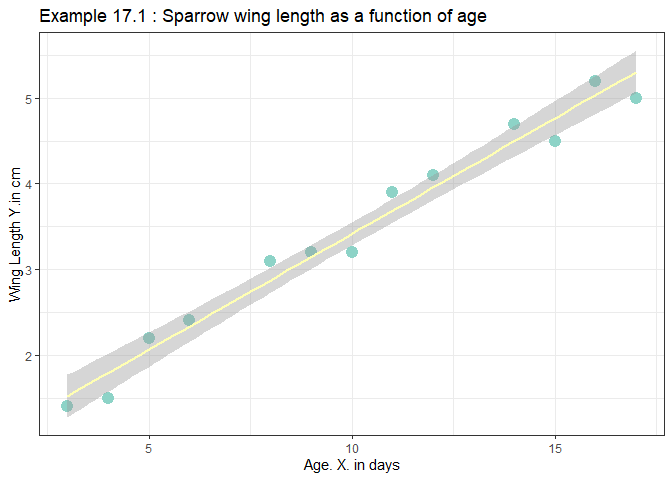 Example 17.1 : Sparrow wing length as a function of age
Wing Length Y. in cm
5
4
3
2
5
10
15
Age. X. in days